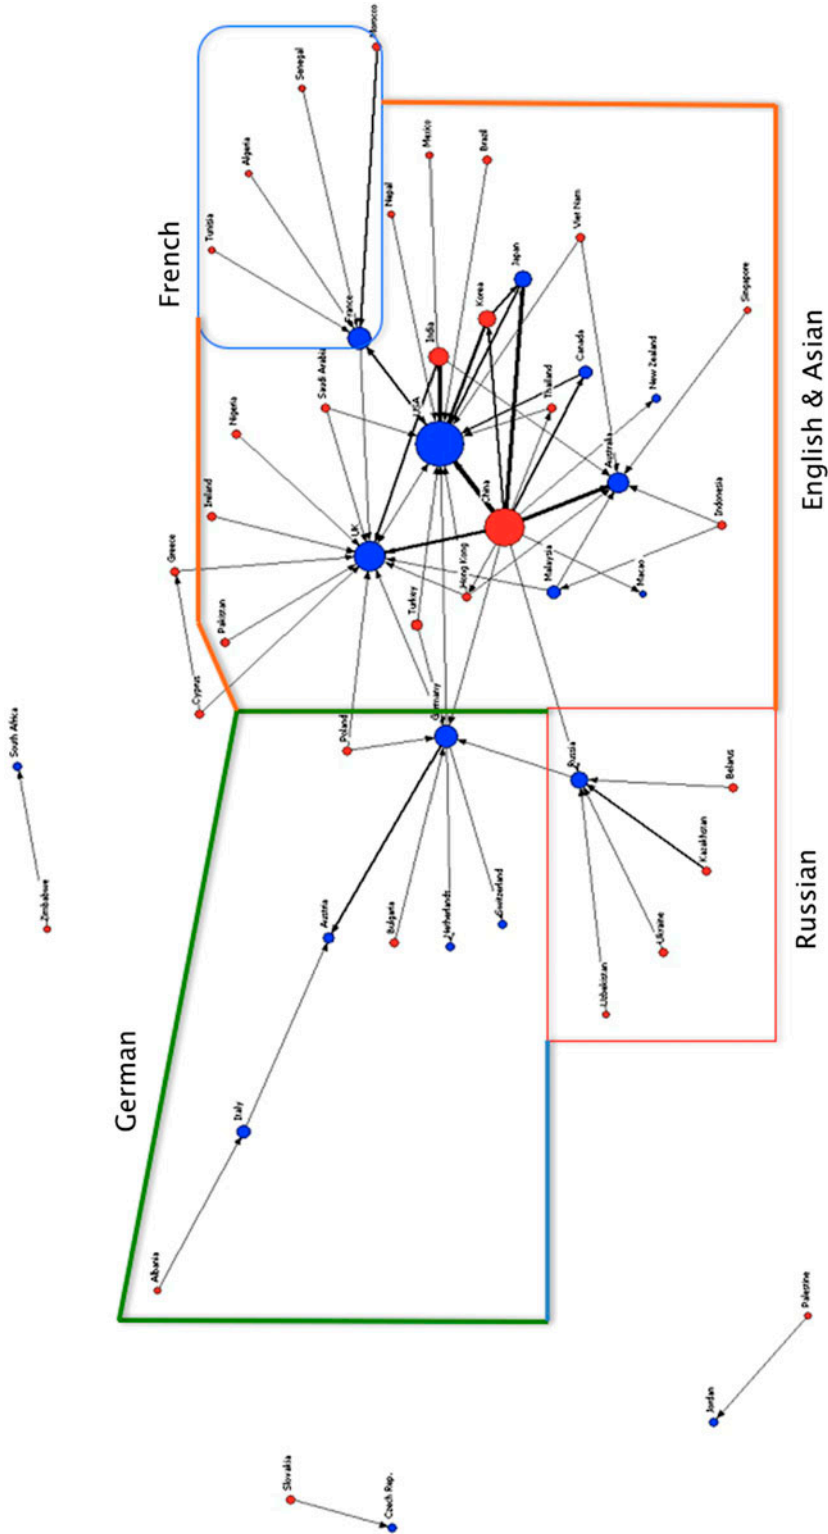 Morocco
Senegal
Algeria
Mexico
Brazil
Nepal
Viet Nam
Tunisia
French
Japan
Korea
Singapore
France
India
Canada
New Zealand
Saudi Arabia
Thailand
USA
Nigeria
Australia
English & Asian
China
Ireland
Indonesia
UK
Greece
Hong Kong
Malaysia
Macao
Turkey
Pakistan
Cyprus
Germany
Poland
South Africa
Russia
Belarus
Kazakhstan
Russian
Zimbabwe
Austria
Bulgaria
Netherlands
Switzerland
Ukraine
Uzbekistan
German
Italy
Albania
Palestine
Jordan
Slovakia
Czech Rep.